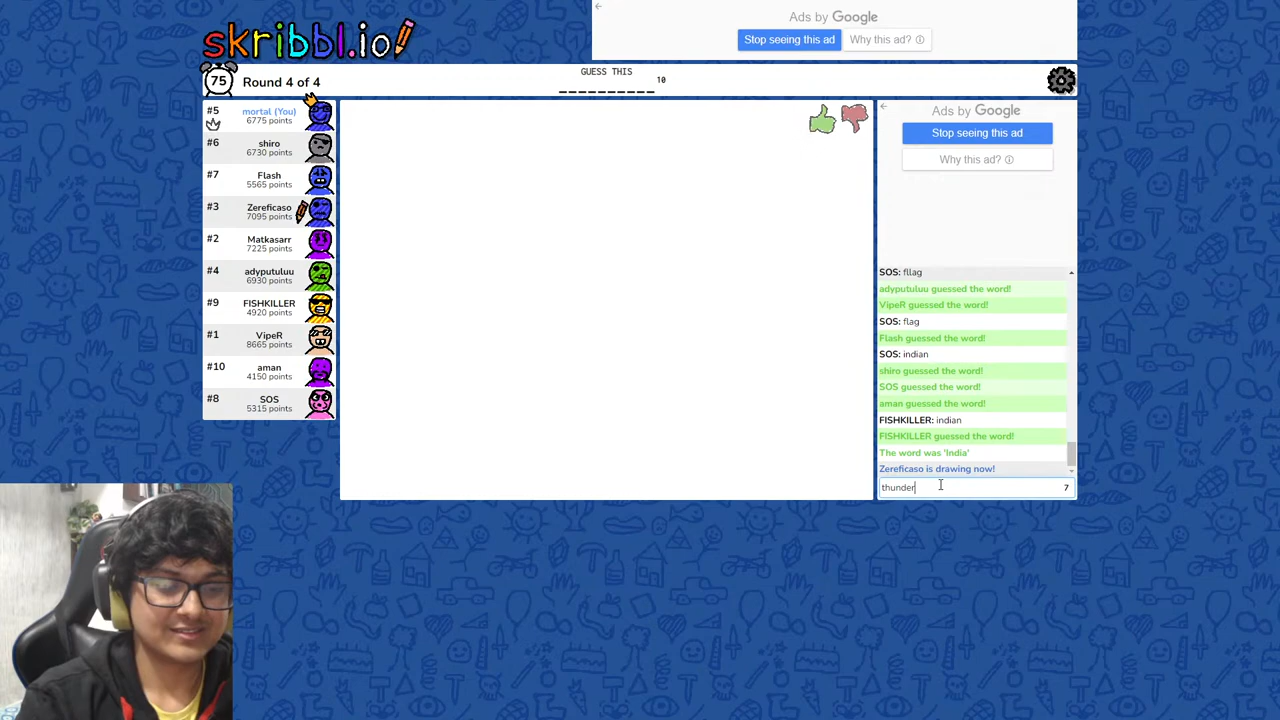 Ads by Google
Stop seeing this ad
Why this ad?
skribbl.io
75
Round 4 of 4
GUESS THIS
__________ 10
#5
mortal (You)
6775 points
#6
shiro
6730 points
#7
Flash
5565 points
#3
Zereficaso
7095 points
#2
Matkasarr
7225 points
#4
adyputuluu
6930 points
#9
FISHKILLER
4920 points
#1
VipeR
8665 points
#10
aman
4150 points
#8
SOS
5315 points
Ads by Google
Stop seeing this ad
Why this ad?
SOS: fllag
adyputuluu guessed the word!
VipeR guessed the word!
SOS: flag
Flash guessed the word!
SOS: indian
shiro guessed the word!
SOS guessed the word!
aman guessed the word!
FISHKILLER: indian
FISHKILLER guessed the word!
The word was 'India'
Zereficaso is drawing now!
thunder 7